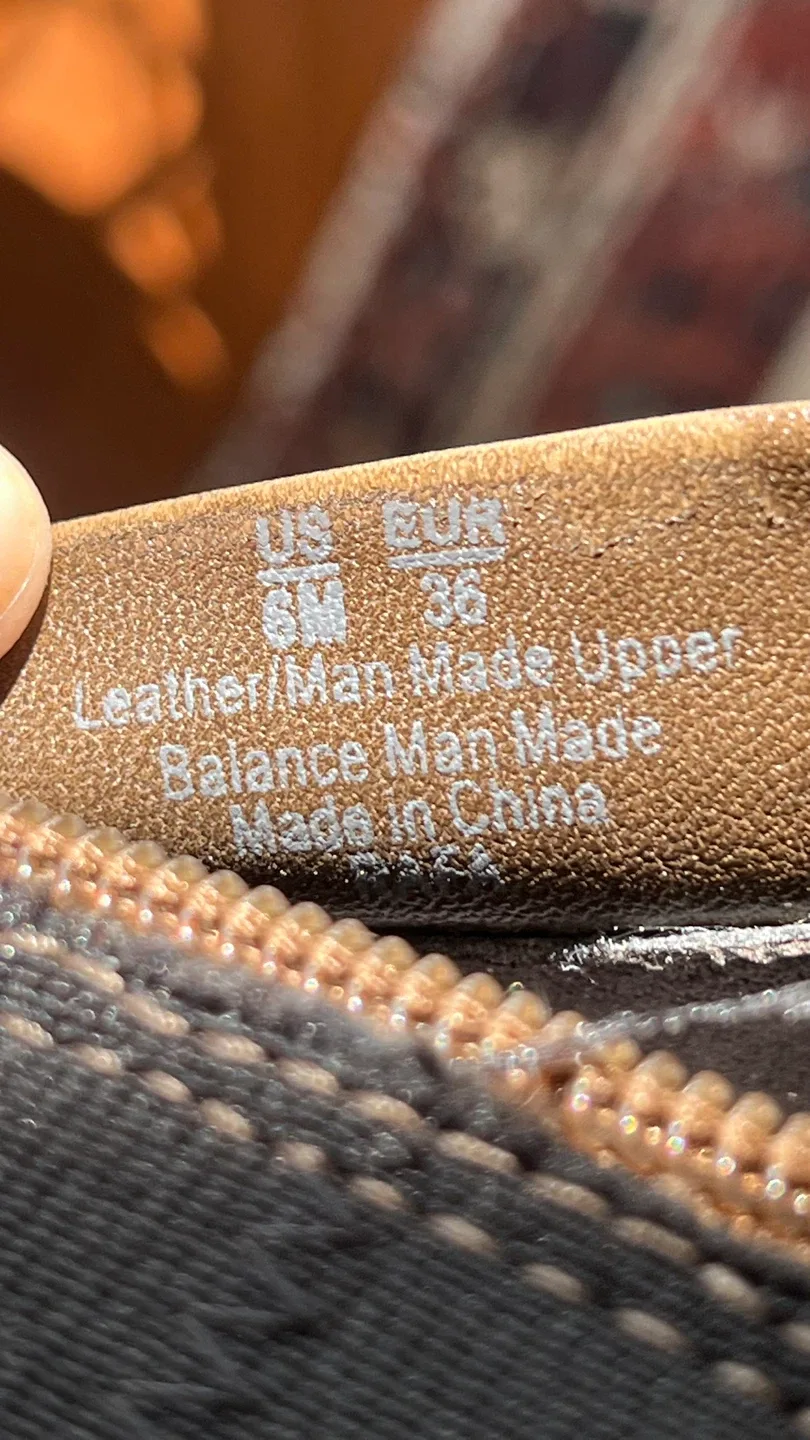 US EUR
6M 36
Leather/Man Made Upper
Balance Man Made
Made in China